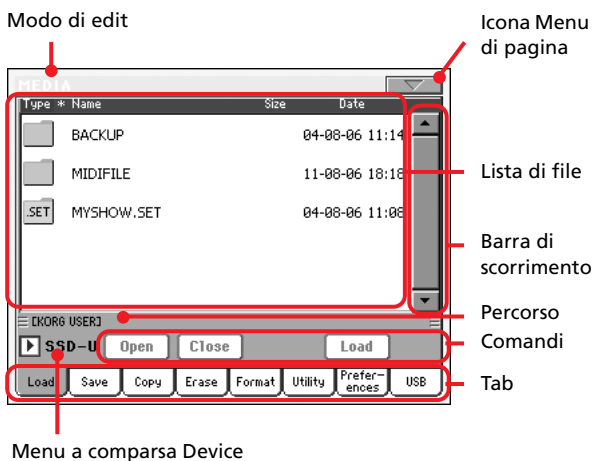 Modo di edit
Icona Menu
di pagina
MEDIA
Type * Name Size Date
BACKUP 04-08-06 11:14
MIDIFILE 11-08-06 18:18
.SET MYSHOW.SET 04-08-06 11:08
Lista di file
Barra di
scorrimento
[KORG USER]
Percorso
SSD-U Open Close Load
Comandi
Load Save Copy Erase Format Utility Prefer-
ences USB
Tab
Menu a comparsa Device